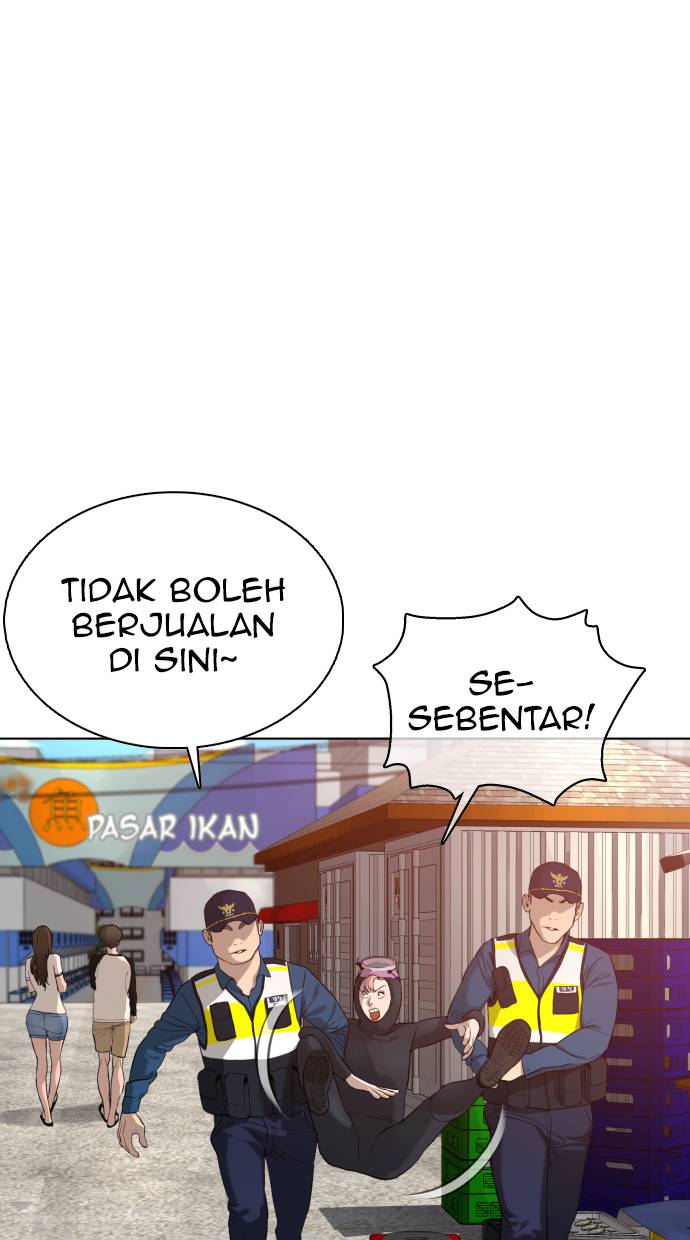 TIDAK BOLEH
BERJUALAN
DI SINI~
SE-
SEBENTAR!
PASAR IKAN